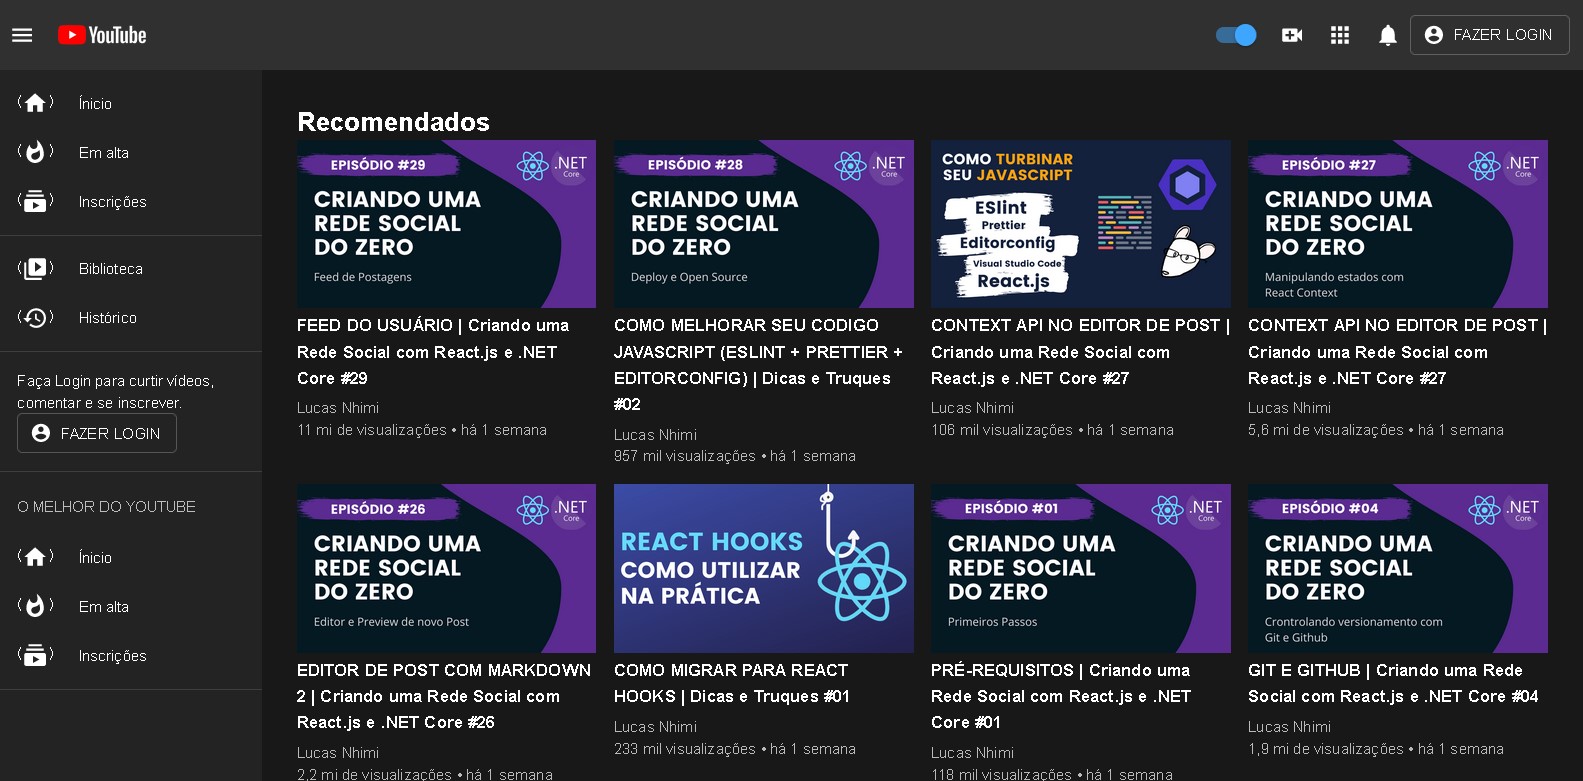 YouTube
FAZER LOGIN
Ínicio
Em alta
Inscrições
Biblioteca
Histórico
Faça Login para curtir vídeos,
comentar e se inscrever.
FAZER LOGIN
O MELHOR DO YOUTUBE
Ínicio
Em alta
Inscrições
Recomendados
EPISÓDIO #29
.NET
Core
CRIANDO UMA
REDE SOCIAL
DO ZERO
Feed de Postagens
FEED DO USUÁRIO | Criando uma
Rede Social com React.js e .NET
Core #29
Lucas Nhimi
11 mi de visualizações • há 1 semana
EPISÓDIO #28
.NET
Core
CRIANDO UMA
REDE SOCIAL
DO ZERO
Deploy e Open Source
COMO MELHORAR SEU CODIGO
JAVASCRIPT (ESLINT + PRETTIER +
EDITORCONFIG) | Dicas e Truques
#02
Lucas Nhimi
957 mil visualizações • há 1 semana
COMO TURBINAR
SEU JAVASCRIPT
ESlint
Prettier
Editorconfig
Visual Studio Code
React.js
CONTEXT API NO EDITOR DE POST |
Criando uma Rede Social com
React.js e .NET Core #27
Lucas Nhimi
106 mil visualizações • há 1 semana
EPISÓDIO #27
.NET
Core
CRIANDO UMA
REDE SOCIAL
DO ZERO
Manipulando estados com
React Context
CONTEXT API NO EDITOR DE POST |
Criando uma Rede Social com
React.js e .NET Core #27
Lucas Nhimi
5,6 mi de visualizações • há 1 semana
EPISÓDIO #26
.NET
Core
CRIANDO UMA
REDE SOCIAL
DO ZERO
Editor e Preview de novo Post
EDITOR DE POST COM MARKDOWN
2 | Criando uma Rede Social com
React.js e .NET Core #26
Lucas Nhimi
2,2 mi de visualizações • há 1 semana
REACT HOOKS
COMO UTILIZAR
NA PRÁTICA
COMO MIGRAR PARA REACT
HOOKS | Dicas e Truques #01
Lucas Nhimi
233 mil visualizações • há 1 semana
EPISÓDIO #01
.NET
Core
CRIANDO UMA
REDE SOCIAL
DO ZERO
Primeiros Passos
PRÉ-REQUISITOS | Criando uma
Rede Social com React.js e .NET
Core #01
Lucas Nhimi
118 mil visualizações • há 1 semana
EPISÓDIO #04
.NET
Core
CRIANDO UMA
REDE SOCIAL
DO ZERO
Crontrolando versionamento com
Git e Github
GIT E GITHUB | Criando uma Rede
Social com React.js e .NET Core #04
Lucas Nhimi
1,9 mi de visualizações • há 1 semana